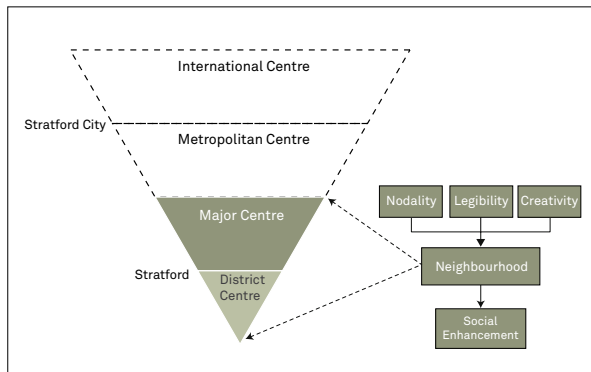 International Centre
Stratford City
Metropolitan Centre
Major Centre
Nodality
Legibility
Creativity
Neighbourhood
Stratford
District
Centre
Social
Enhancement